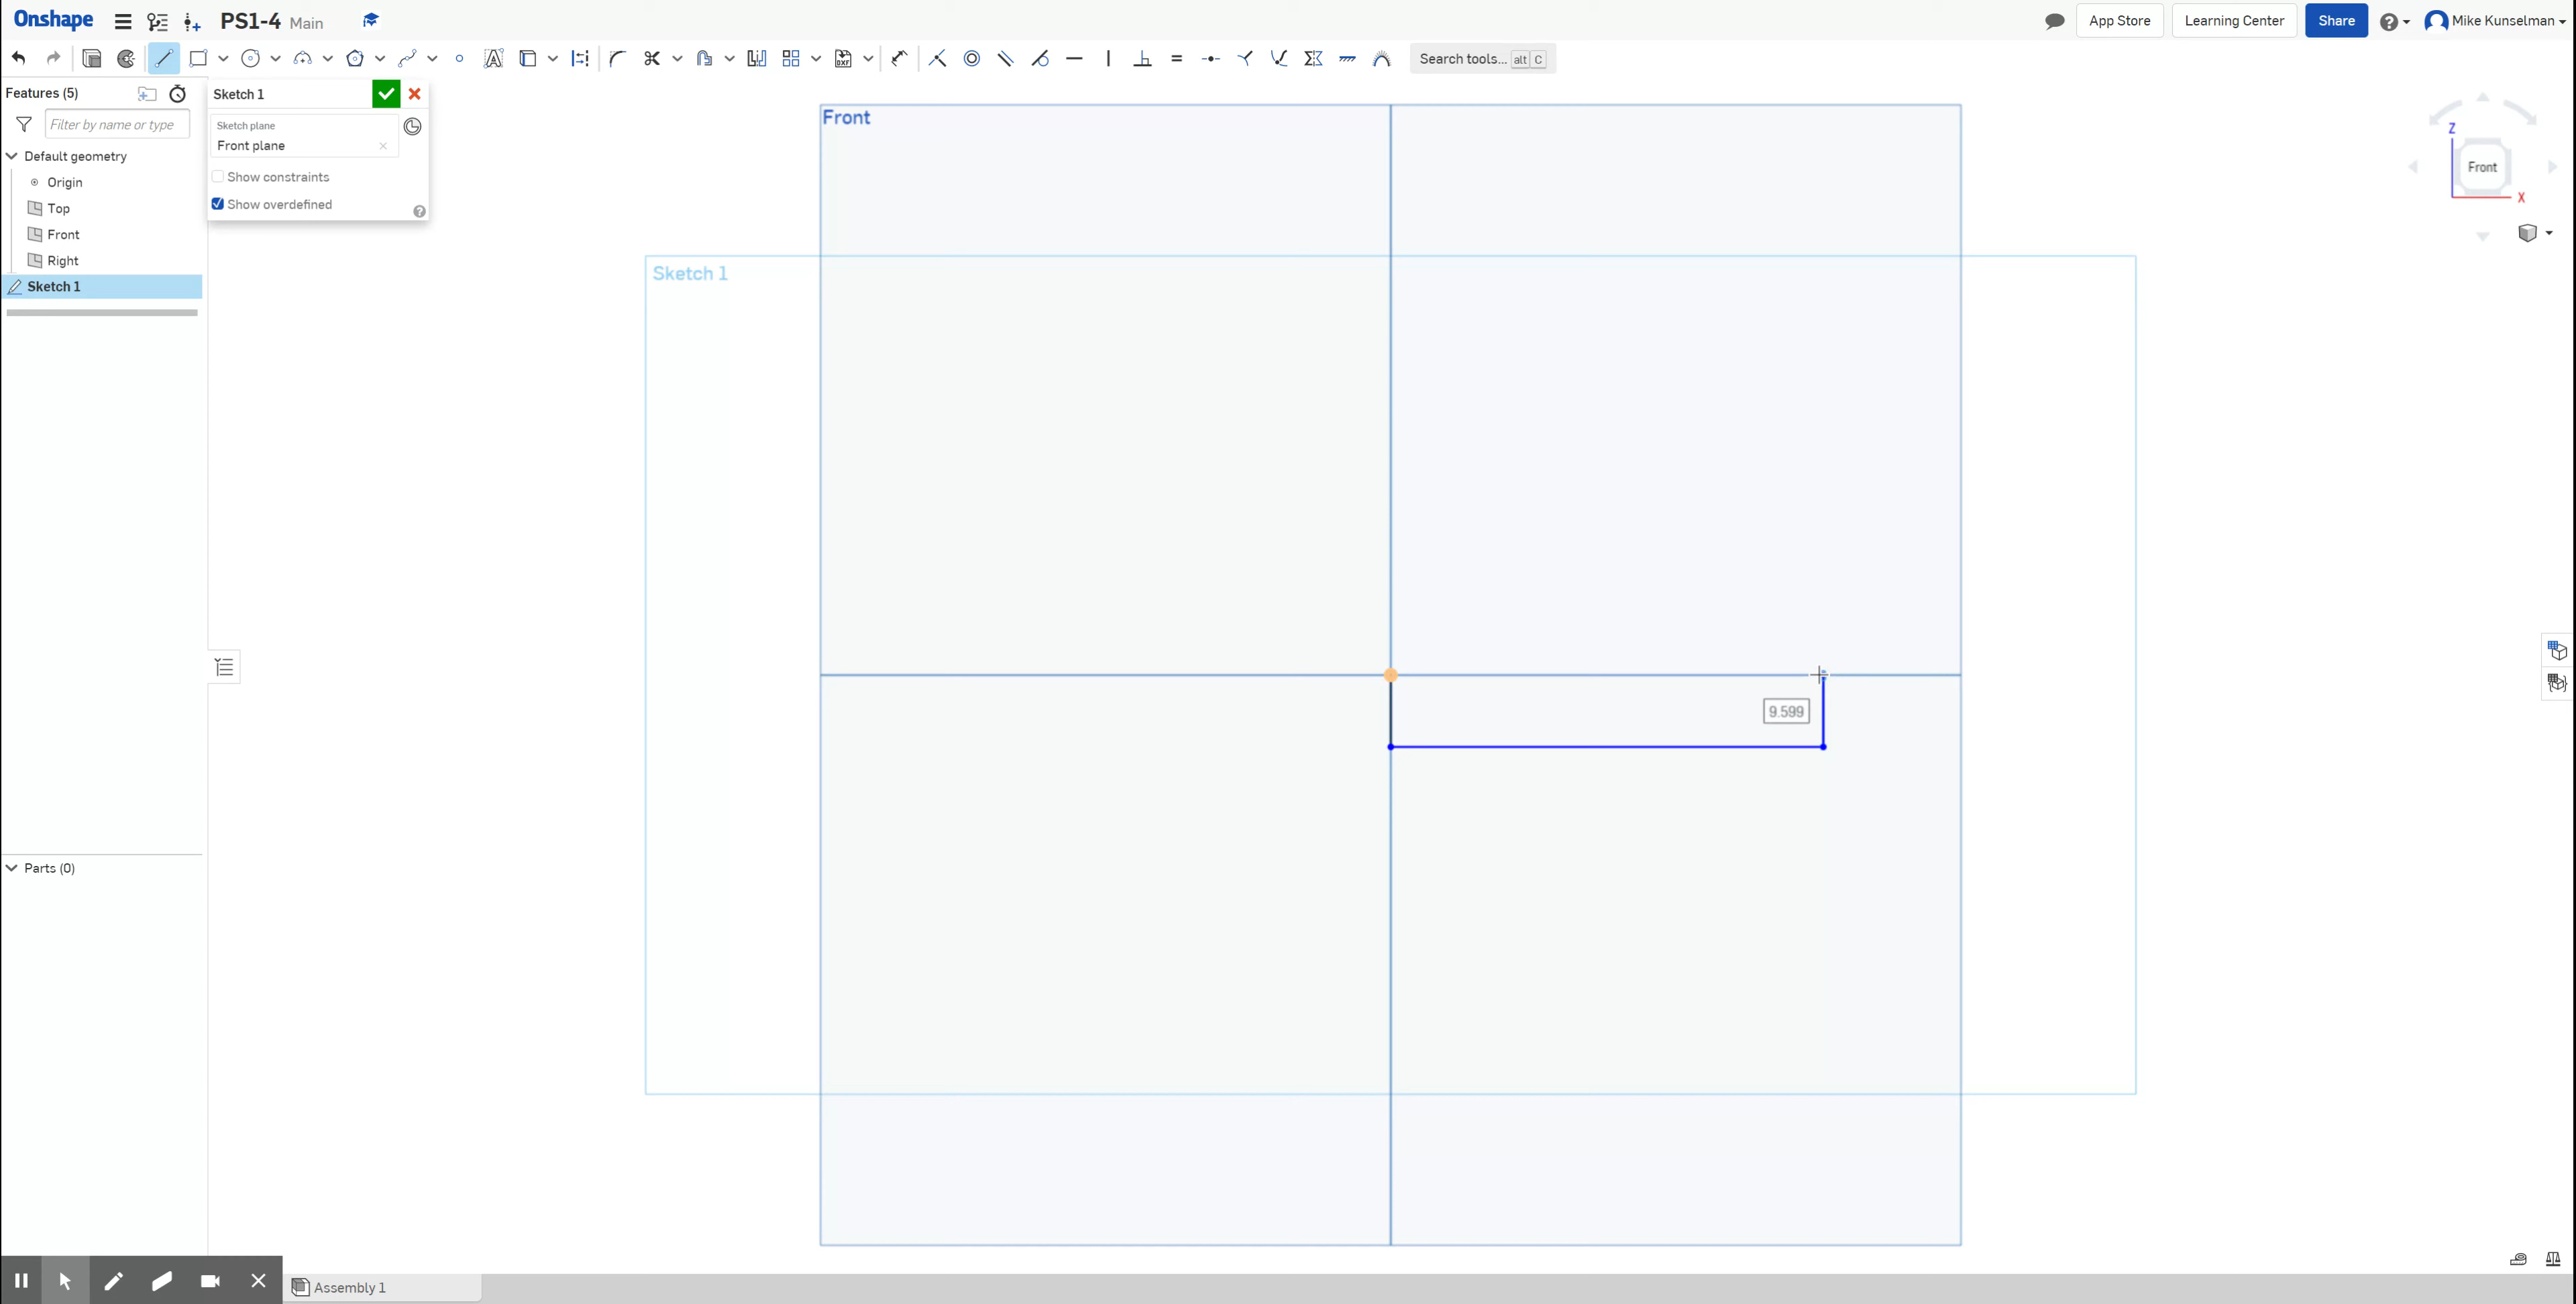 Onshape PS1-4 Main App Store Learning Center Share Mike Kunselman
Search tools... alt C
Features (5)
Filter by name or type
Default geometry
Origin
Top
Front
Right
Sketch 1
Parts (0)
Sketch 1
Sketch plane
Front plane
Show constraints
Show overdefined
Front
Sketch 1
9.599
Z
Front
X
Assembly 1